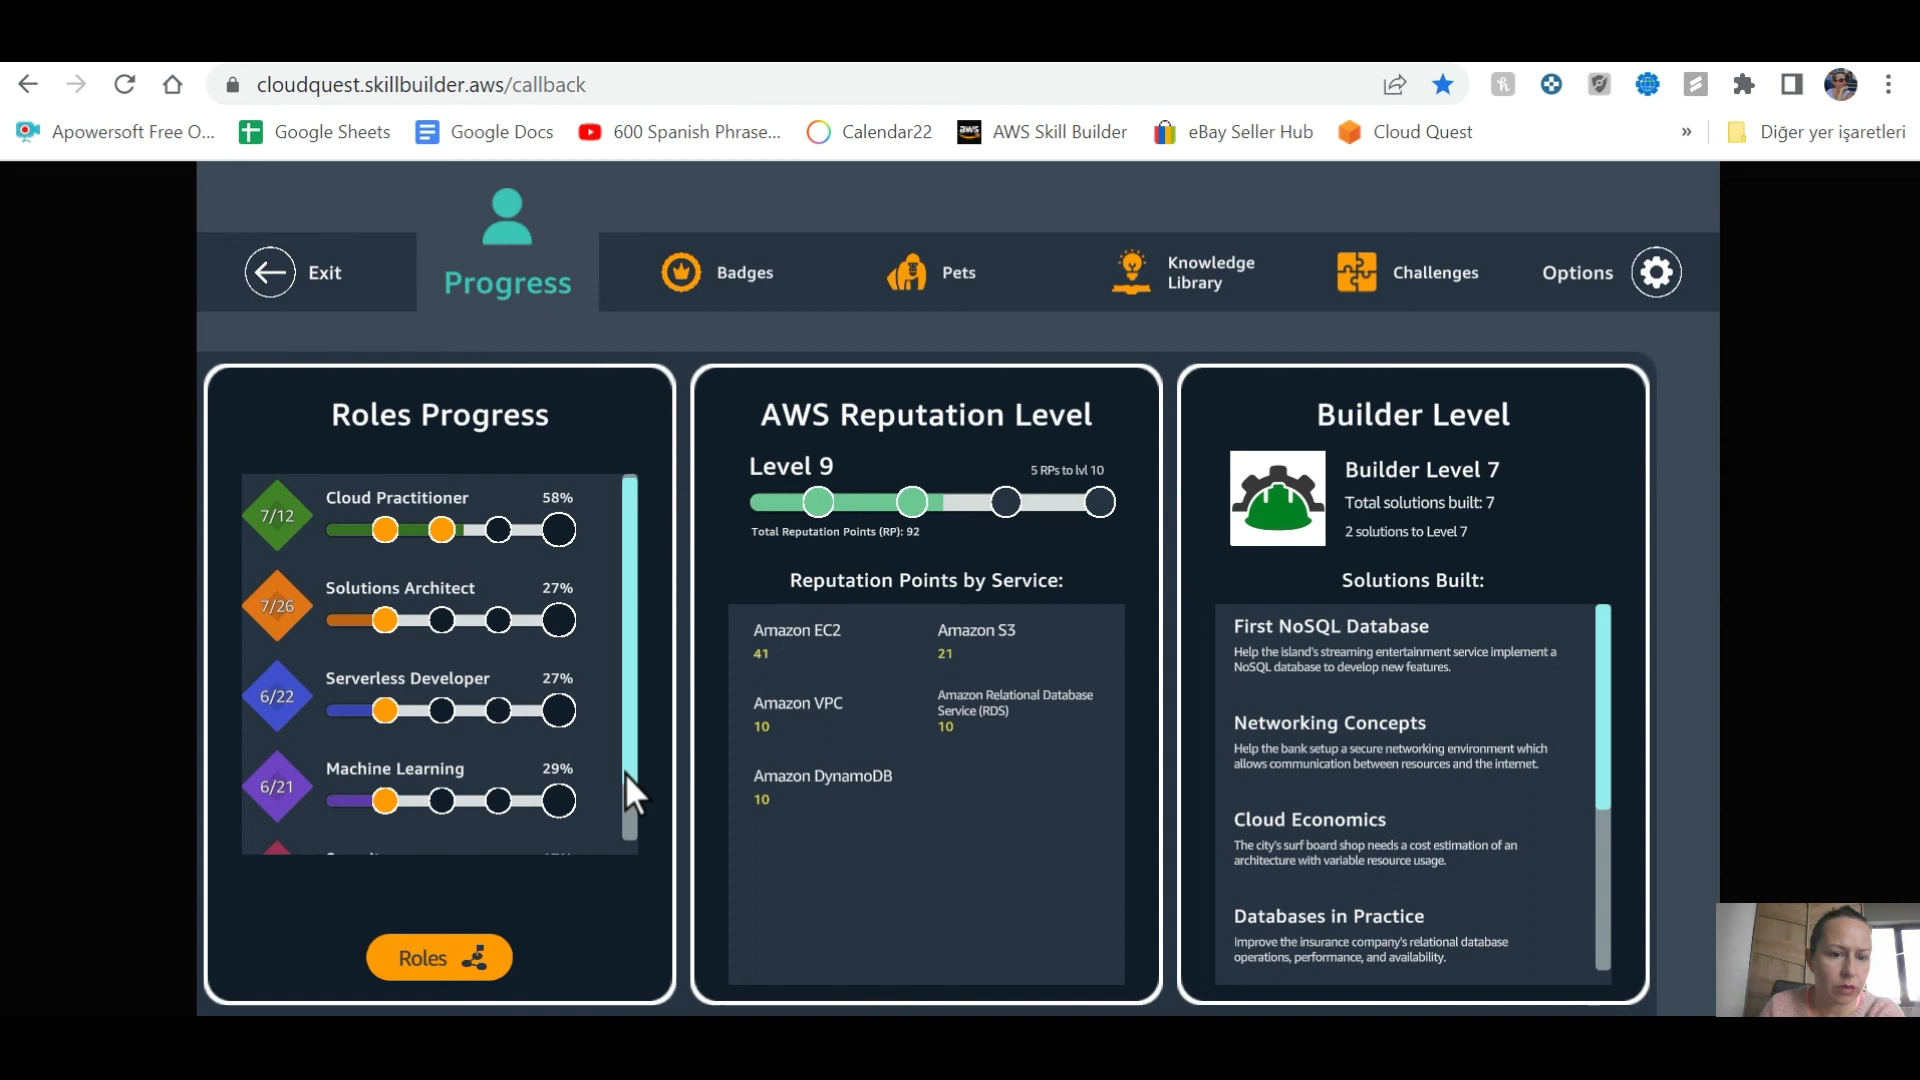 cloudquest.skillbuilder.aws/callback
Apowersoft Free O...
Google Sheets
Google Docs
600 Spanish Phrase...
Calendar22
aws
AWS Skill Builder
eBay Seller Hub
Cloud Quest
»
Diğer yer işaretleri
Exit
Progress
Badges
Pets
Knowledge
Library
Challenges
Options
Roles Progress
7/12
Cloud Practitioner
58%
7/26
Solutions Architect
27%
6/22
Serverless Developer
27%
6/21
Machine Learning
29%
Roles
AWS Reputation Level
Level 9
5 RPs to lvl 10
Total Reputation Points (RP): 92
Reputation Points by Service:
Amazon EC2
41
Amazon S3
21
Amazon VPC
10
Amazon Relational Database
Service (RDS)
10
Amazon DynamoDB
10
Builder Level
Builder Level 7
Total solutions built: 7
2 solutions to Level 7
Solutions Built:
First NoSQL Database
Help the island's streaming entertainment service implement a
NoSQL database to develop new features.
Networking Concepts
Help the bank setup a secure networking environment which
allows communication between resources and the internet.
Cloud Economics
The city's surf board shop needs a cost estimation of an
architecture with variable resource usage.
Databases in Practice
Improve the insurance company's relational database
operations, performance, and availability.